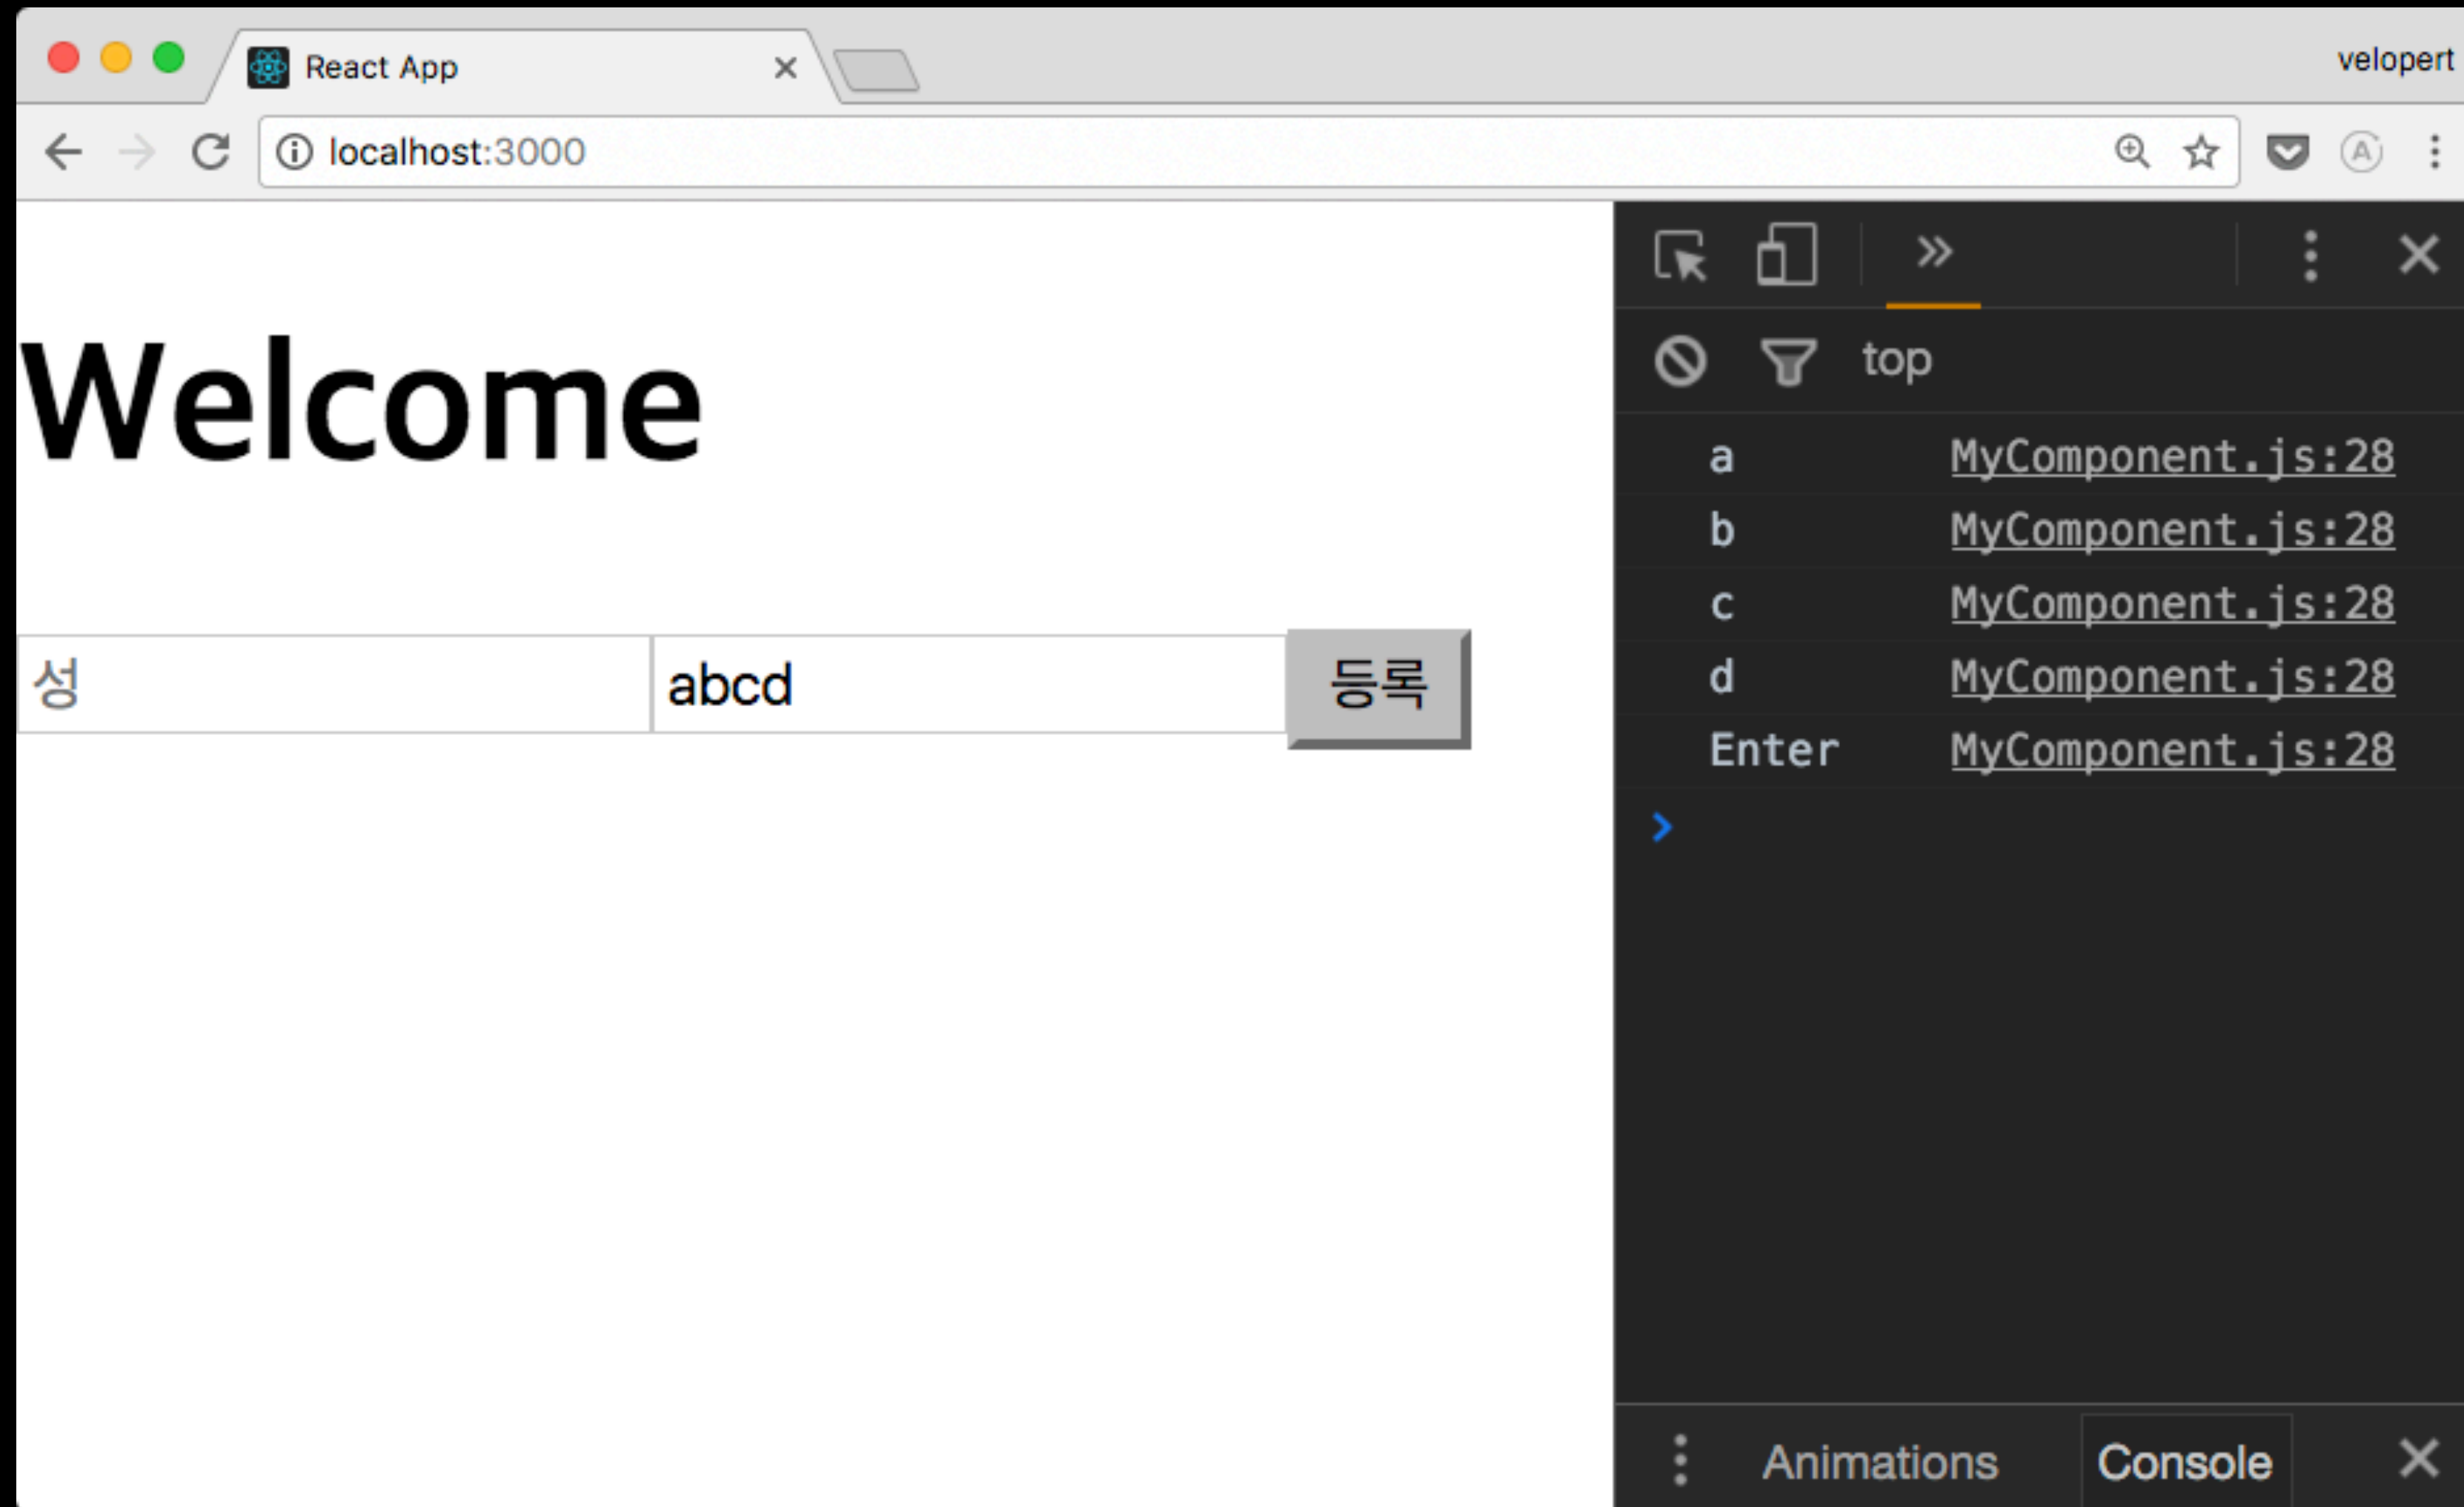 React App
velopert
localhost:3000
Welcome
성 abcd 등록
top
a MyComponent.js:28
b MyComponent.js:28
c MyComponent.js:28
d MyComponent.js:28
Enter MyComponent.js:28
Animations Console